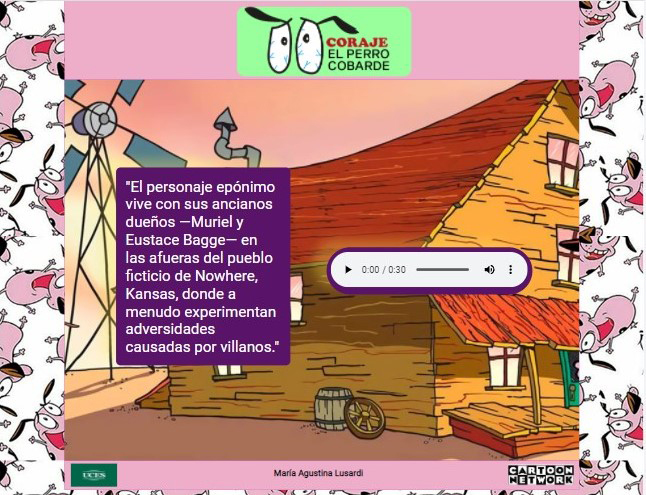 CORAJE
EL PERRO
COBARDE
"El personaje epónimo
vive con sus ancianos
dueños —Muriel y
Eustace Bagge— en
las afueras del pueblo
ficticio de Nowhere,
Kansas, donde a
menudo experimentan
adversidades
causadas por villanos."
0:00 / 0:30
UCES
María Agustina Lusardi
CARTOON
NETWORK